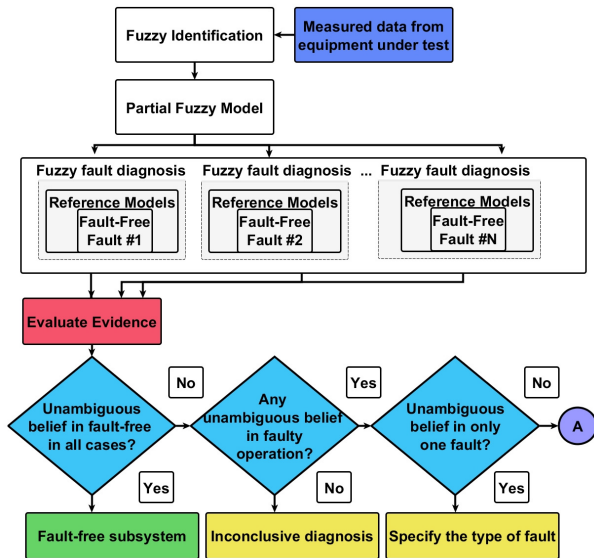 Fuzzy Identification
Measured data from
equipment under test
Partial Fuzzy Model
Fuzzy fault diagnosis
Fuzzy fault diagnosis
...
Fuzzy fault diagnosis
Reference Models
Fault-Free
Fault #1
Reference Models
Fault-Free
Fault #2
Reference Models
Fault-Free
Fault #N
Evaluate Evidence
Unambiguous
belief in fault-free
in all cases?
No
Any
unambiguous belief
in faulty
operation?
Yes
Unambiguous
belief in only
one fault?
No
A
Yes
No
Yes
Fault-free subsystem
Inconclusive diagnosis
Specify the type of fault